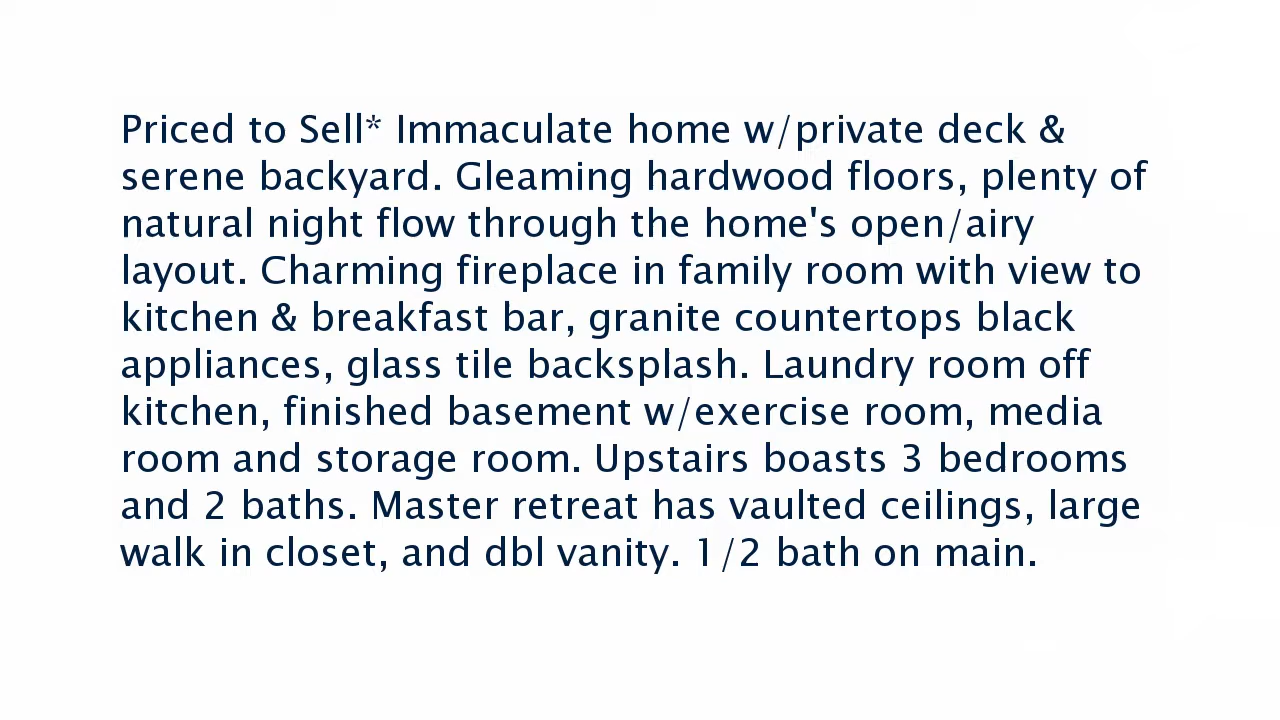 Priced to Sell* Immaculate home w/private deck &
serene backyard. Gleaming hardwood floors, plenty of
natural night flow through the home's open/airy
layout. Charming fireplace in family room with view to
kitchen & breakfast bar, granite countertops black
appliances, glass tile backsplash. Laundry room off
kitchen, finished basement w/exercise room, media
room and storage room. Upstairs boasts 3 bedrooms
and 2 baths. Master retreat has vaulted ceilings, large
walk in closet, and dbl vanity. 1/2 bath on main.